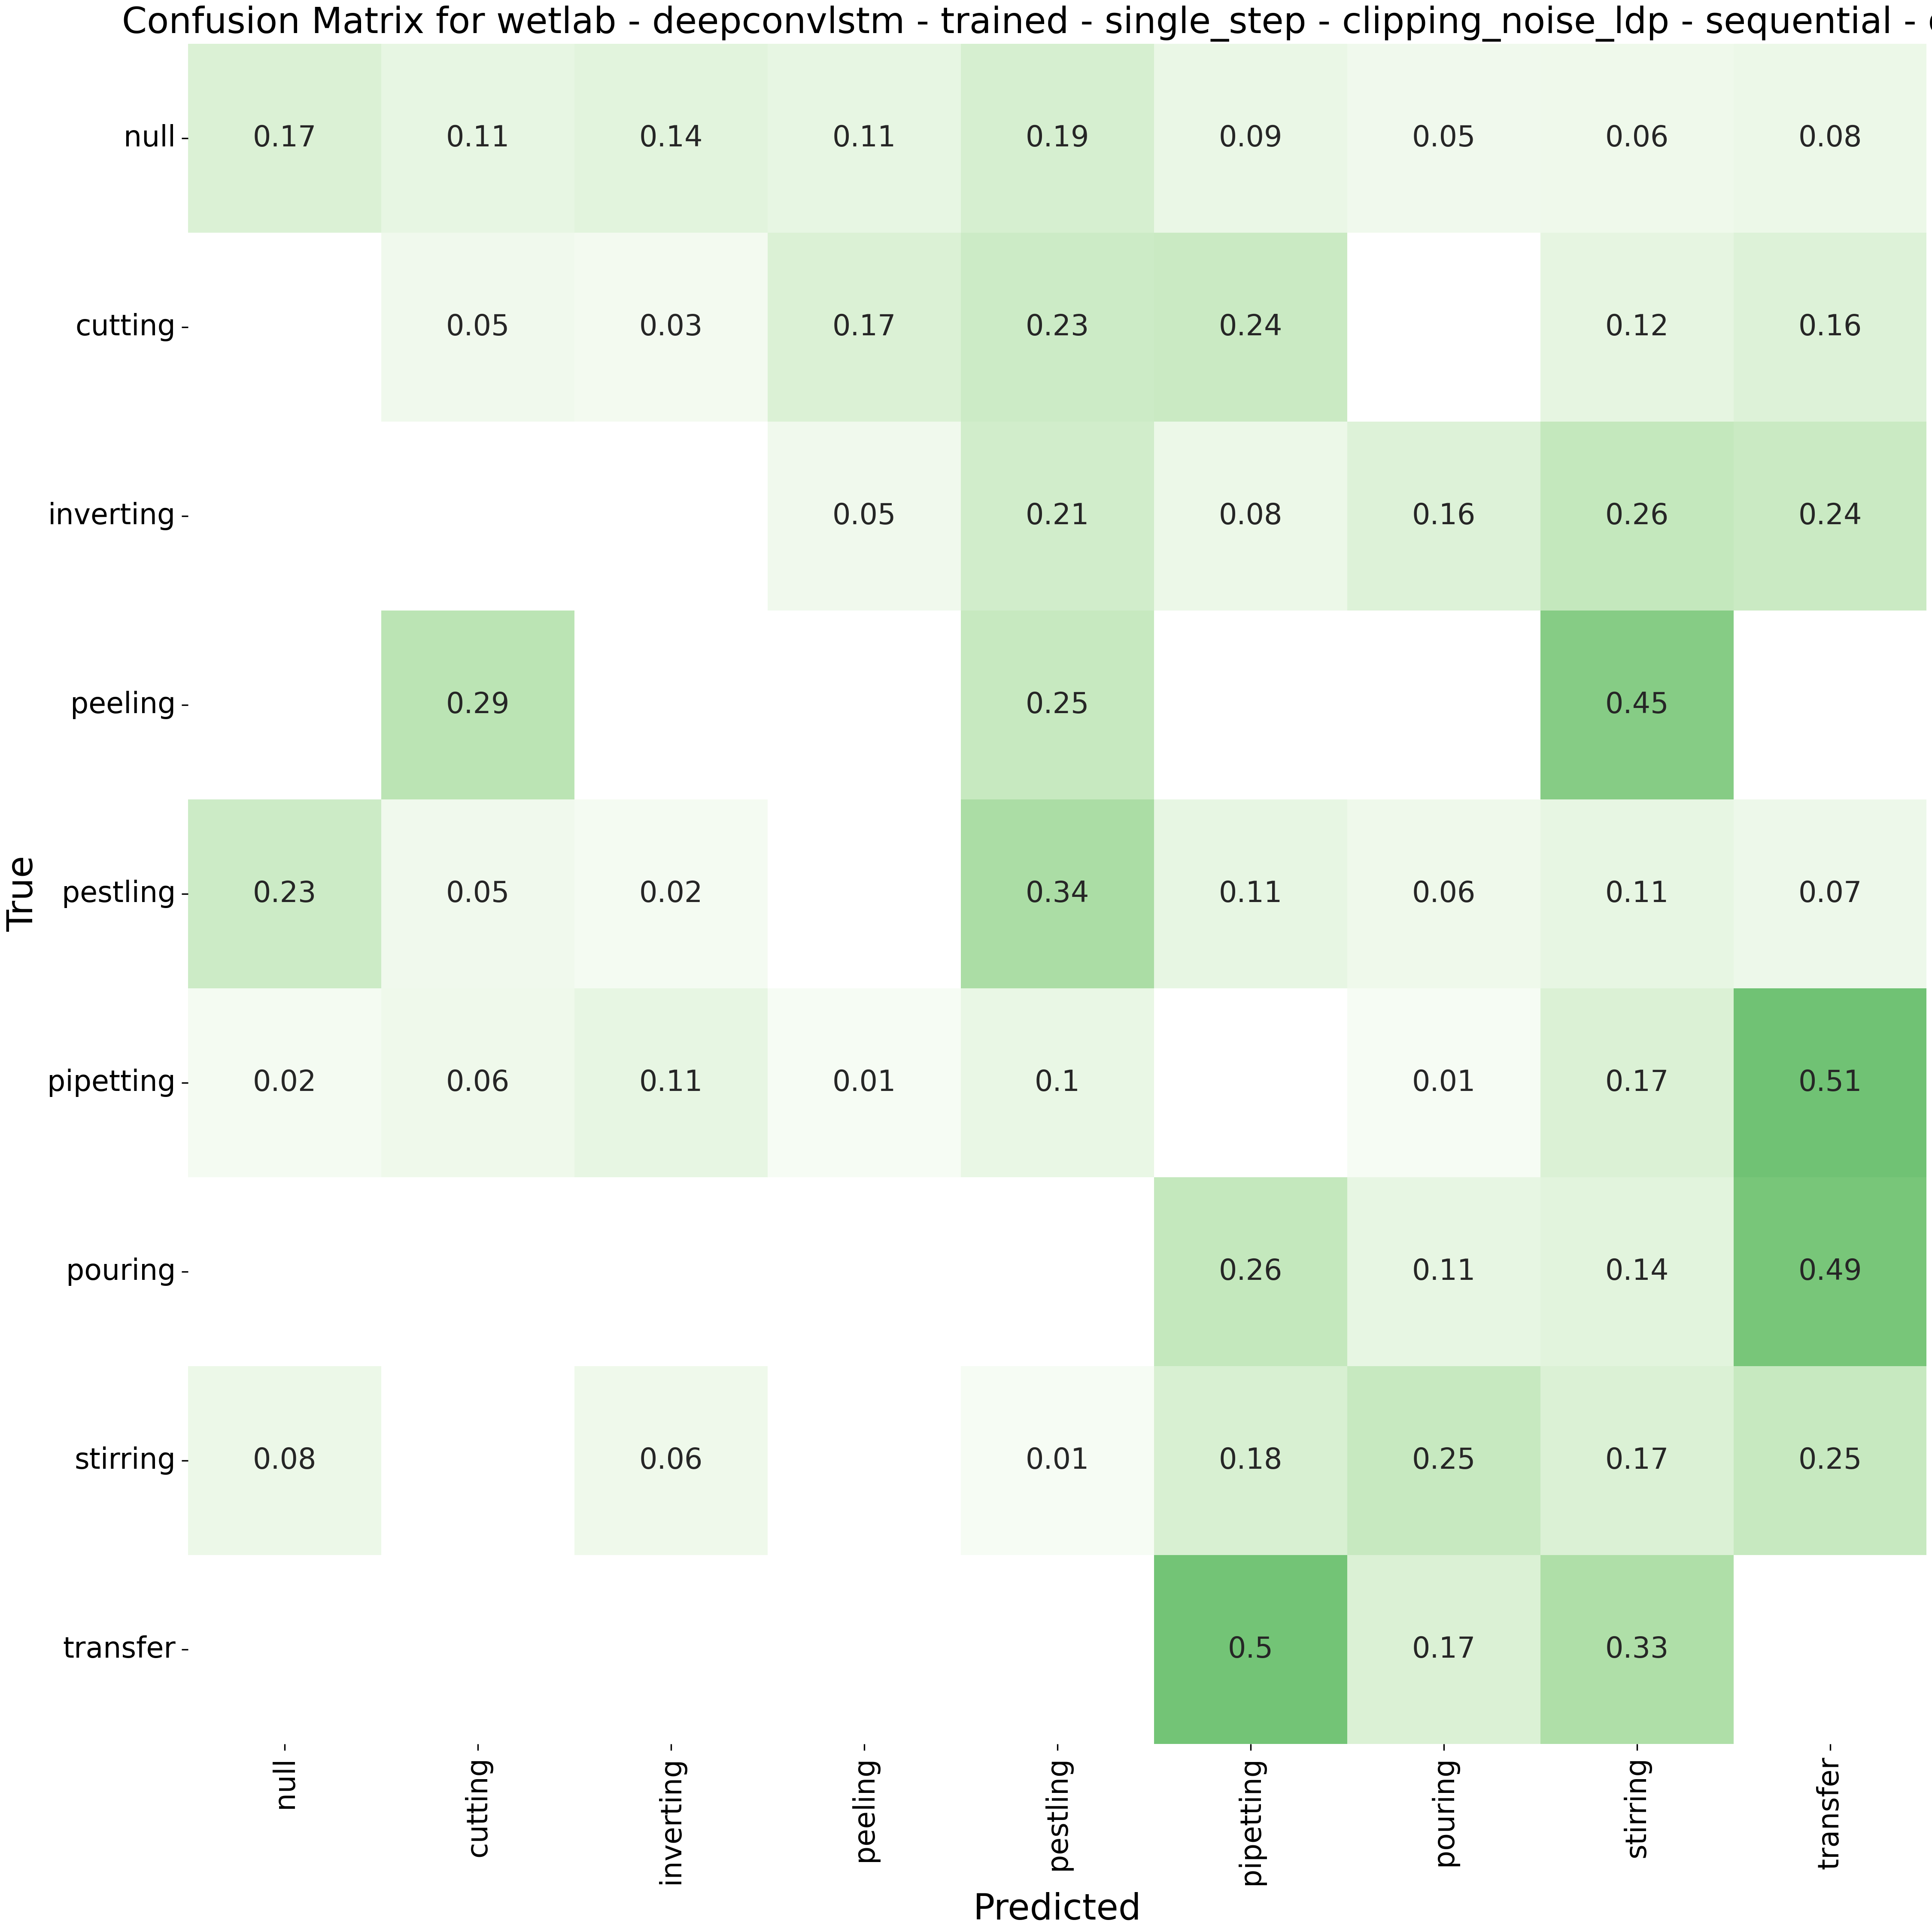 Confusion Matrix for wetlab - deepconvlstm - trained - single_step - clipping_noise_ldp - sequential -
null 0.17 0.11 0.14 0.11 0.19 0.09 0.05 0.06 0.08
cutting 0.05 0.03 0.17 0.23 0.24 0.12 0.16
inverting 0.05 0.21 0.08 0.16 0.26 0.24
peeling 0.29 0.25 0.45
pestling 0.23 0.05 0.02 0.34 0.11 0.06 0.11 0.07
pipetting 0.02 0.06 0.11 0.01 0.1 0.01 0.17 0.51
pouring 0.26 0.11 0.14 0.49
stirring 0.08 0.06 0.01 0.18 0.25 0.17 0.25
transfer 0.5 0.17 0.33
True
null cutting inverting peeling pestling pipetting pouring stirring transfer
Predicted